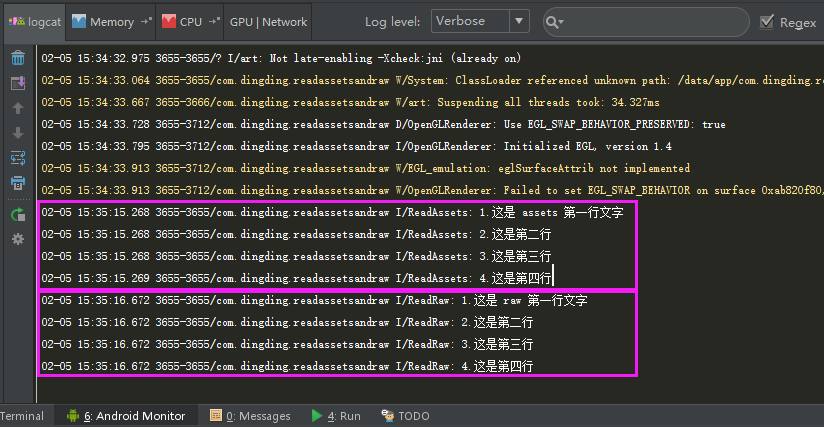 logcat Memory CPU GPU | Network Log level: Verbose Regex
02-05 15:34:32.975 3655-3655/? I/art: Not late-enabling -Xcheck:jni (already on)
02-05 15:34:33.064 3655-3655/com.dingding.readassetsandraw W/System: ClassLoader referenced unknown path: /data/app/com.dingding.re
02-05 15:34:33.667 3655-3666/com.dingding.readassetsandraw W/art: Suspending all threads took: 34.327ms
02-05 15:34:33.728 3655-3712/com.dingding.readassetsandraw D/OpenGLRenderer: Use EGL_SWAP_BEHAVIOR_PRESERVED: true
02-05 15:34:33.795 3655-3712/com.dingding.readassetsandraw I/OpenGLRenderer: Initialized EGL, version 1.4
02-05 15:34:33.913 3655-3712/com.dingding.readassetsandraw W/EGL_emulation: eglSurfaceAttrib not implemented
02-05 15:34:33.913 3655-3712/com.dingding.readassetsandraw W/OpenGLRenderer: Failed to set EGL_SWAP_BEHAVIOR on surface 0xab820f80,
02-05 15:35:15.268 3655-3655/com.dingding.readassetsandraw I/ReadAssets: 1.这是 assets 第一行文字
02-05 15:35:15.268 3655-3655/com.dingding.readassetsandraw I/ReadAssets: 2.这是第二行
02-05 15:35:15.268 3655-3655/com.dingding.readassetsandraw I/ReadAssets: 3.这是第三行
02-05 15:35:15.269 3655-3655/com.dingding.readassetsandraw I/ReadAssets: 4.这是第四行
02-05 15:35:16.672 3655-3655/com.dingding.readassetsandraw I/ReadRaw: 1.这是 raw 第一行文字
02-05 15:35:16.672 3655-3655/com.dingding.readassetsandraw I/ReadRaw: 2.这是第二行
02-05 15:35:16.672 3655-3655/com.dingding.readassetsandraw I/ReadRaw: 3.这是第三行
02-05 15:35:16.672 3655-3655/com.dingding.readassetsandraw I/ReadRaw: 4.这是第四行
Terminal 6: Android Monitor 0: Messages 4: Run TODO